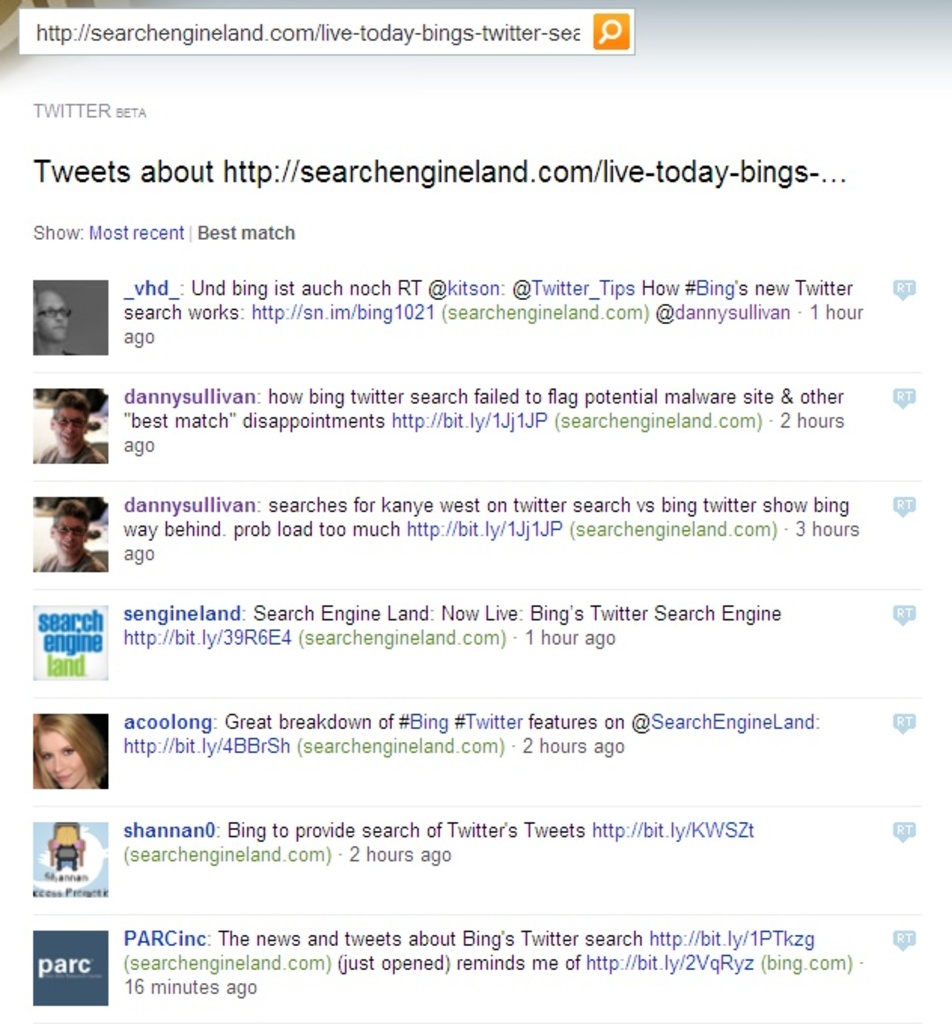 http://searchengineland.com/live-today-bings-twitter-sea
TWITTER BETA
Tweets about http://searchengineland.com/live-today-bings-...
Show: Most recent | Best match
_vhd_: Und bing ist auch noch RT @kitson: @Twitter_Tips How #Bing's new Twitter RT
search works: http://sn.im/bing1021 (searchengineland.com) @dannysullivan · 1 hour
ago
dannysullivan: how bing twitter search failed to flag potential malware site & other RT
"best match" disappointments http://bit.ly/1Jj1JP (searchengineland.com) · 2 hours
ago
dannysullivan: searches for kanye west on twitter search vs bing twitter show bing RT
way behind. prob load too much http://bit.ly/1Jj1JP (searchengineland.com) · 3 hours
ago
search
engine
land
sengineland: Search Engine Land: Now Live: Bing's Twitter Search Engine RT
http://bit.ly/39R6E4 (searchengineland.com) · 1 hour ago
acoolong: Great breakdown of #Bing #Twitter features on @SearchEngineLand: RT
http://bit.ly/4BBrSh (searchengineland.com) · 2 hours ago
Shannan
shannan0: Bing to provide search of Twitter's Tweets http://bit.ly/KWSZt RT
(searchengineland.com) · 2 hours ago
parc
PARCinc: The news and tweets about Bing's Twitter search http://bit.ly/1PTkzg RT
(searchengineland.com) (just opened) reminds me of http://bit.ly/2VqRyz (bing.com) ·
16 minutes ago